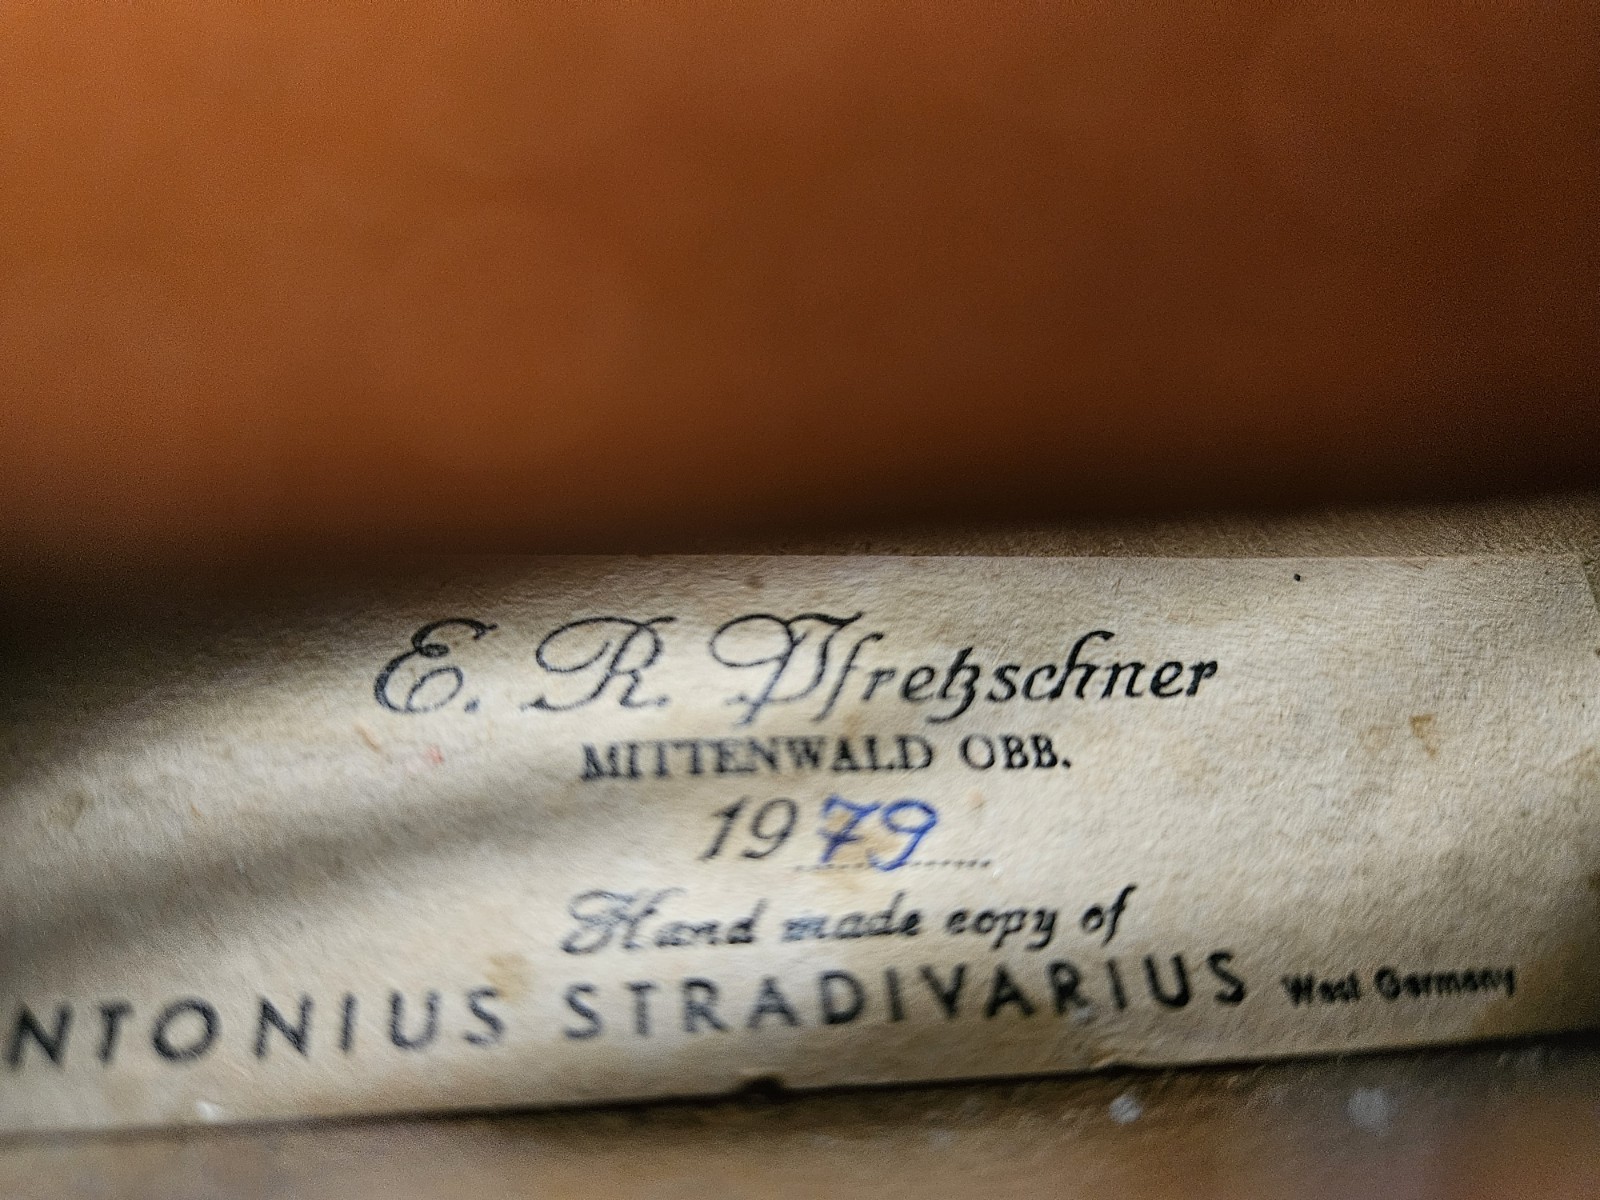 E. R. Pfretzschner
MITTENWALD OBB.
1979
Hand made copy of
NTONIUS STRADIVARIUS West Germany